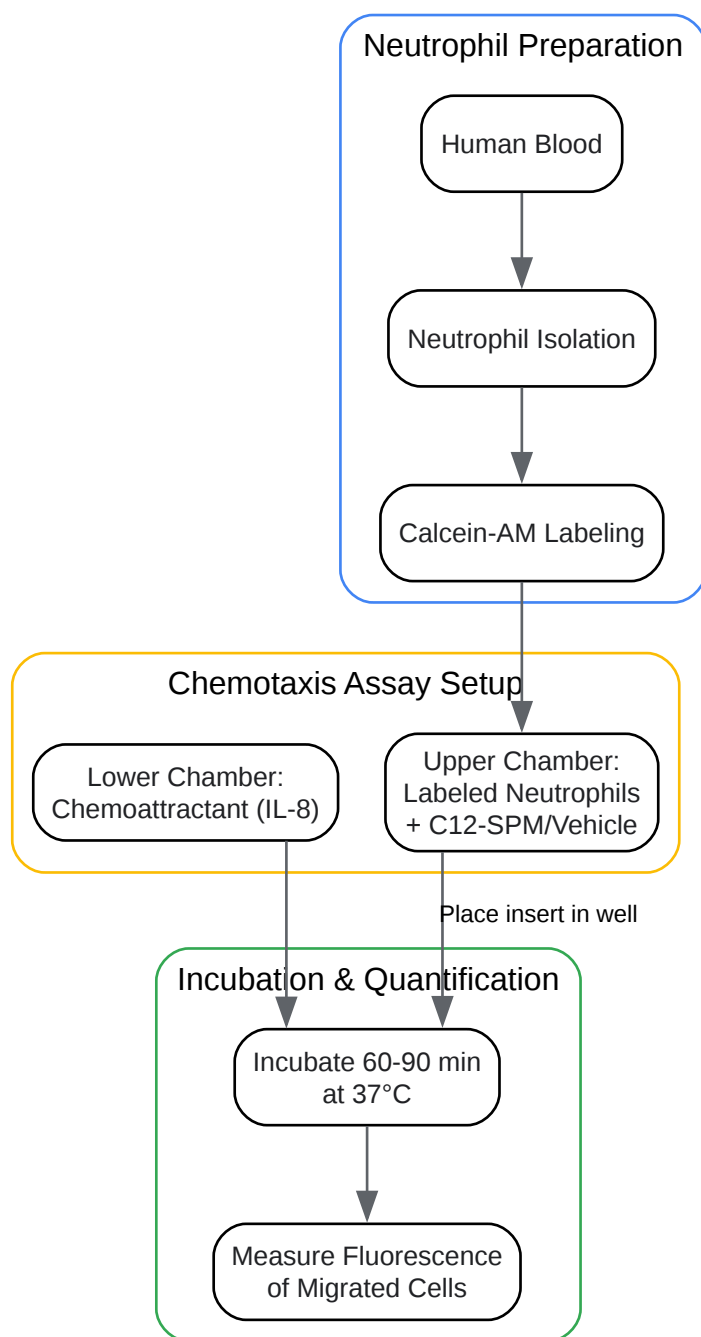 Neutrophil Preparation
Human Blood
Neutrophil Isolation
Calcein-AM Labeling
Chemotaxis Assay Setup
Lower Chamber:
Chemoattractant (IL-8)
Upper Chamber:
Labeled Neutrophils
+ C12-SPM/Vehicle
Place insert in well
Incubation & Quantification
Incubate 60-90 min
at 37°C
Measure Fluorescence
of Migrated Cells